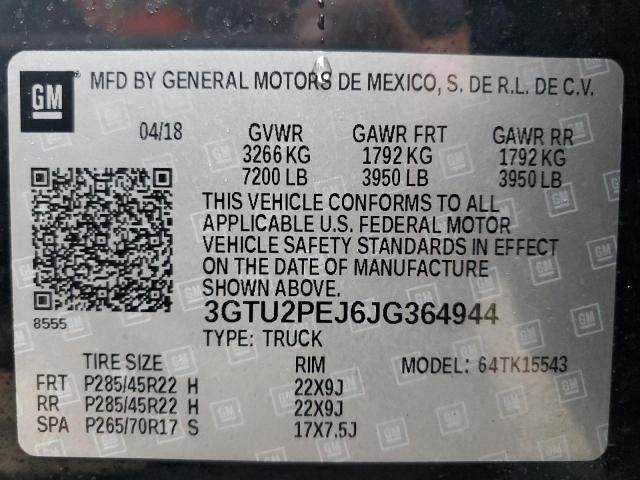 GM MFD BY GENERAL MOTORS DE MEXICO, S. DE R.L. DE C.V.
04/18 GVWR GAWR FRT GAWR RR
3266 KG 1792 KG 1792 KG
7200 LB 3950 LB 3950 LB
THIS VEHICLE CONFORMS TO ALL
APPLICABLE U.S. FEDERAL MOTOR
VEHICLE SAFETY STANDARDS IN EFFECT
ON THE DATE OF MANUFACTURE
SHOWN ABOVE.
8555 3GTU2PEJ6JG364944
TYPE: TRUCK
TIRE SIZE RIM MODEL: 64TK15543
FRT P285/45R22 H 22X9J
RR P285/45R22 H 22X9J
SPA P265/70R17 S 17X7.5J